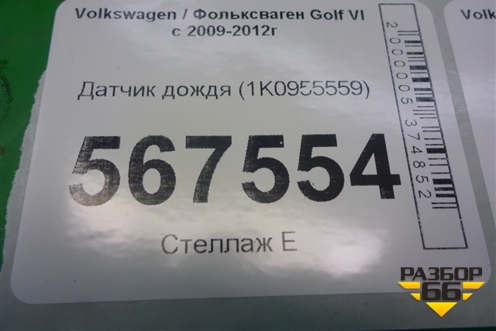 Volkswagen / Фольксваген Golf VI
с 2009-2012г
Датчик дождя (1K0955559)
567554
Стеллаж Е
2000005374852
РАЗБОР
66